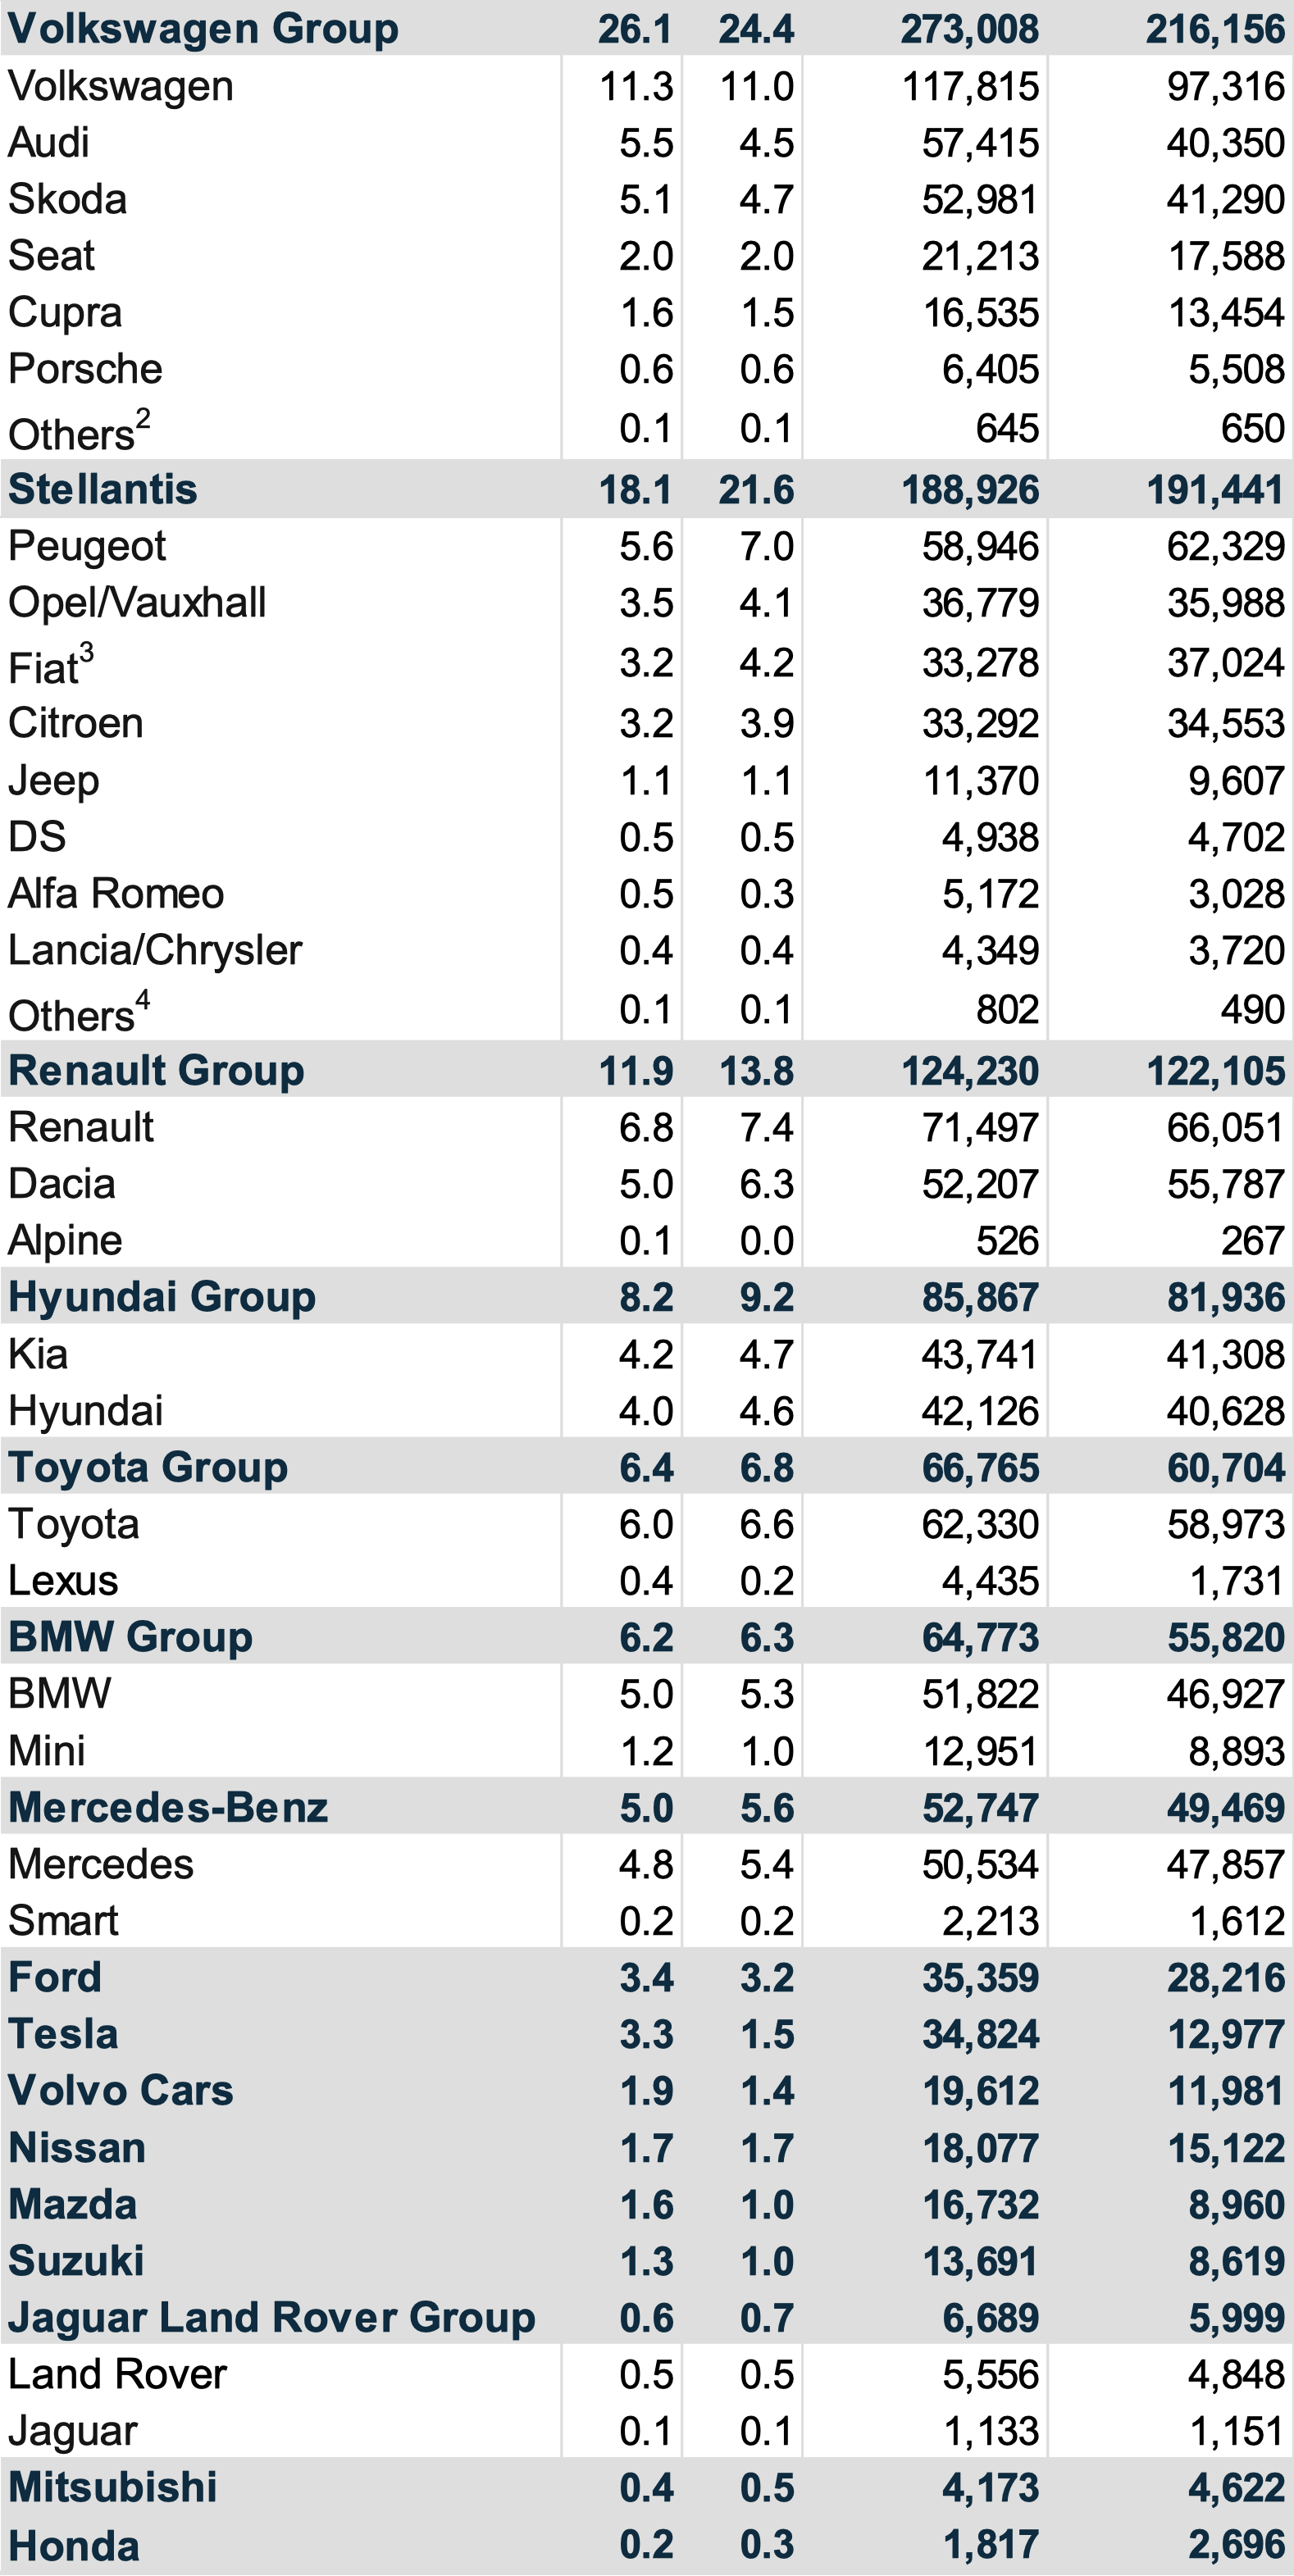 Volkswagen Group 26.1 24.4 273,008 216,156
Volkswagen 11.3 11.0 117,815 97,316
Audi 5.5 4.5 57,415 40,350
Skoda 5.1 4.7 52,981 41,290
Seat 2.0 2.0 21,213 17,588
Cupra 1.6 1.5 16,535 13,454
Porsche 0.6 0.6 6,405 5,508
Others² 0.1 0.1 645 650
Stellantis 18.1 21.6 188,926 191,441
Peugeot 5.6 7.0 58,946 62,329
Opel/Vauxhall 3.5 4.1 36,779 35,988
Fiat³ 3.2 4.2 33,278 37,024
Citroen 3.2 3.9 33,292 34,553
Jeep 1.1 1.1 11,370 9,607
DS 0.5 0.5 4,938 4,702
Alfa Romeo 0.5 0.3 5,172 3,028
Lancia/Chrysler 0.4 0.4 4,349 3,720
Others⁴ 0.1 0.1 802 490
Renault Group 11.9 13.8 124,230 122,105
Renault 6.8 7.4 71,497 66,051
Dacia 5.0 6.3 52,207 55,787
Alpine 0.1 0.0 526 267
Hyundai Group 8.2 9.2 85,867 81,936
Kia 4.2 4.7 43,741 41,308
Hyundai 4.0 4.6 42,126 40,628
Toyota Group 6.4 6.8 66,765 60,704
Toyota 6.0 6.6 62,330 58,973
Lexus 0.4 0.2 4,435 1,731
BMW Group 6.2 6.3 64,773 55,820
BMW 5.0 5.3 51,822 46,927
Mini 1.2 1.0 12,951 8,893
Mercedes-Benz 5.0 5.6 52,747 49,469
Mercedes 4.8 5.4 50,534 47,857
Smart 0.2 0.2 2,213 1,612
Ford 3.4 3.2 35,359 28,216
Tesla 3.3 1.5 34,824 12,977
Volvo Cars 1.9 1.4 19,612 11,981
Nissan 1.7 1.7 18,077 15,122
Mazda 1.6 1.0 16,732 8,960
Suzuki 1.3 1.0 13,691 8,619
Jaguar Land Rover Group 0.6 0.7 6,689 5,999
Land Rover 0.5 0.5 5,556 4,848
Jaguar 0.1 0.1 1,133 1,151
Mitsubishi 0.4 0.5 4,173 4,622
Honda 0.2 0.3 1,817 2,696